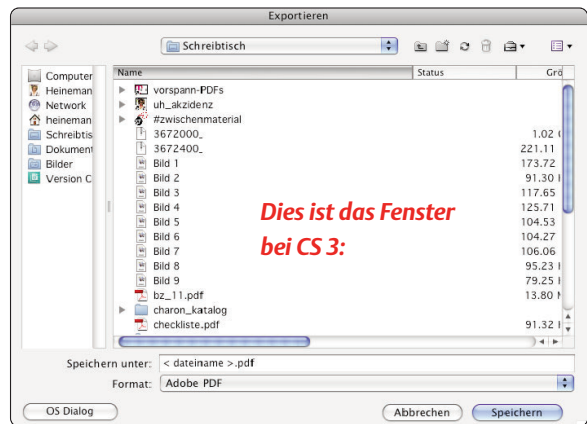 Exportieren
Schreibtisch
Computer
Heineman
Network
heineman
Schreibtis
Dokument
Bilder
Version C
Name Status Grö
vorspann-PDFs
uh_akzidenz
#zwischenmaterial
3672000_ 1.02
3672400_ 221.11
Bild 1 173.72
Bild 2 91.30
Bild 3 117.65
Bild 4 125.71
Bild 5 104.53
Bild 6 104.27
Bild 7 106.06
Bild 8 95.23
Bild 9 79.25
bz_11.pdf 13.80
charon_katalog
checkliste.pdf 91.32
Dies ist das Fenster
bei CS 3:
Speichern unter: < dateiname >.pdf
Format: Adobe PDF
OS Dialog Abbrechen Speichern